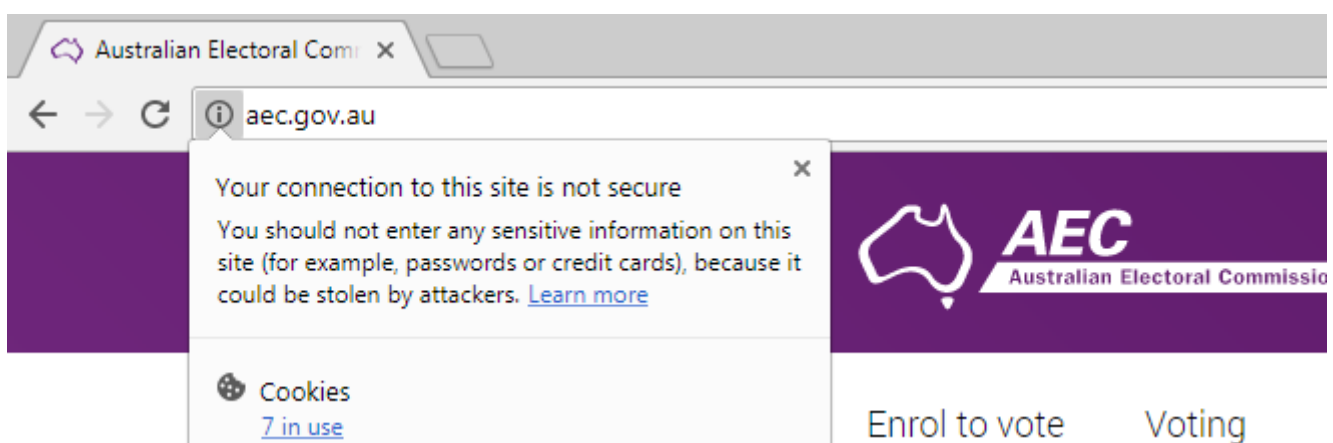 Australian Electoral Com
aec.gov.au
Your connection to this site is not secure
You should not enter any sensitive information on this
site (for example, passwords or credit cards), because it
could be stolen by attackers. Learn more
Cookies
7 in use
AEC
Australian Electoral Commissio
Enrol to vote Voting